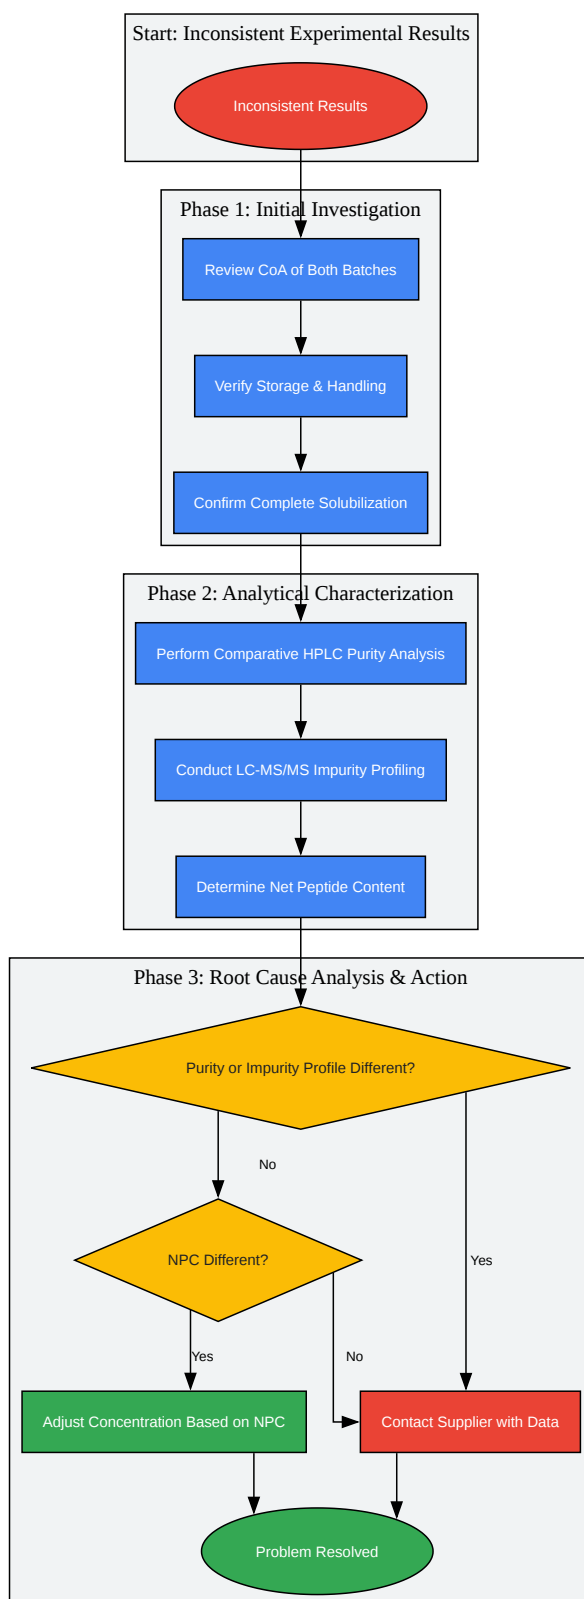 Start: Inconsistent Experimental Results
Inconsistent Results
Phase 1: Initial Investigation
Review CoA of Both Batches
Verify Storage & Handling
Confirm Complete Solubilization
Phase 2: Analytical Characterization
Perform Comparative HPLC Purity Analysis
Conduct LC-MS/MS Impurity Profiling
Determine Net Peptide Content
Phase 3: Root Cause Analysis & Action
Purity or Impurity Profile Different?
No
NPC Different?
Yes
Yes
No
Adjust Concentration Based on NPC
Contact Supplier with Data
Problem Resolved